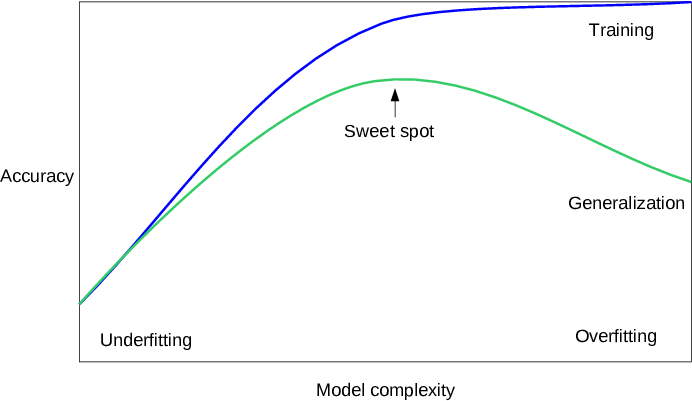 Training
Sweet spot
Accuracy
Generalization
Underfitting
Overfitting
Model complexity